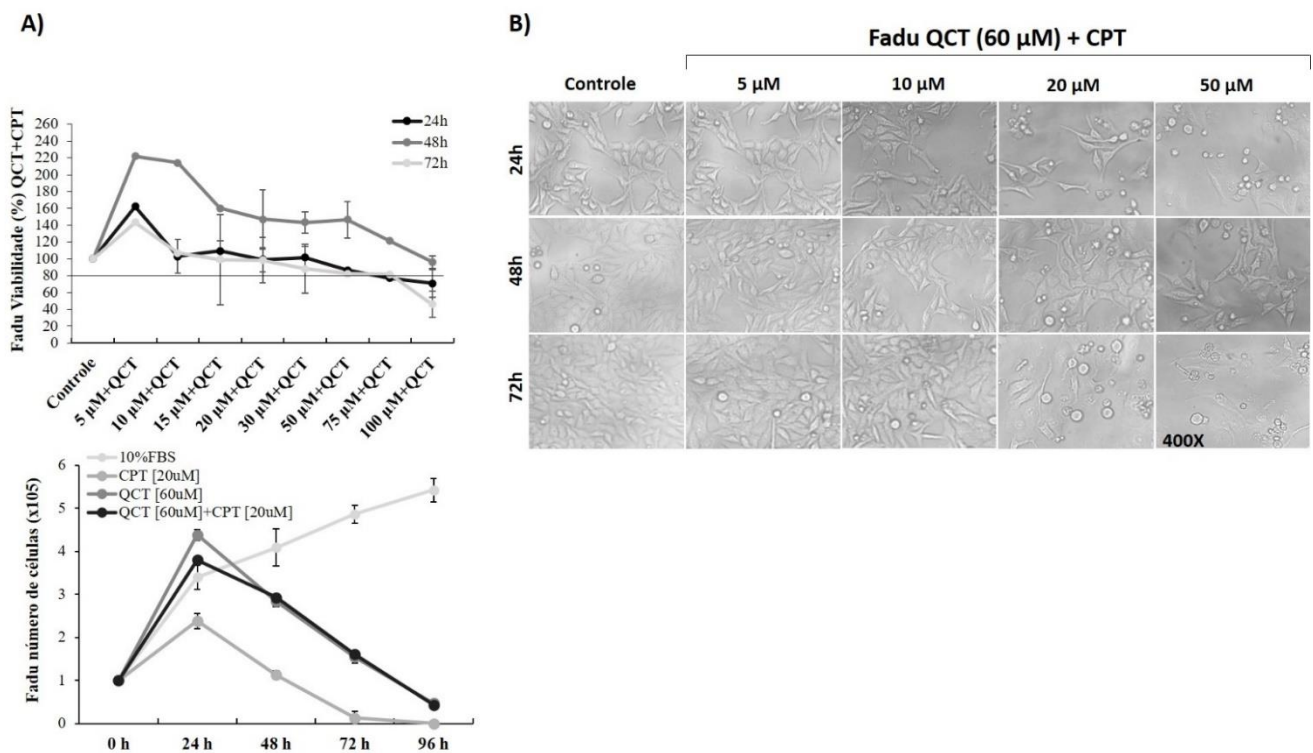 A)
Fadu Viabilidade (%) QCT+CPT
260
240
220
200
180
160
140
120
100
80
60
40
20
0
24h
48h
72h
Controle
5 µM+QCT
10 µM+QCT
15 µM+QCT
20 µM+QCT
30 µM+QCT
50 µM+QCT
75 µM+QCT
100 µM+QCT
Fadu número de células (x105)
6
5
4
3
2
1
0
10%FBS
CPT [20uM]
QCT [60uM]
QCT [60uM]+CPT [20uM]
0 h
24 h
48 h
72 h
96 h
B)
Fadu QCT (60 µM) + CPT
Controle
5 µM
10 µM
20 µM
50 µM
24h
48h
72h
400X